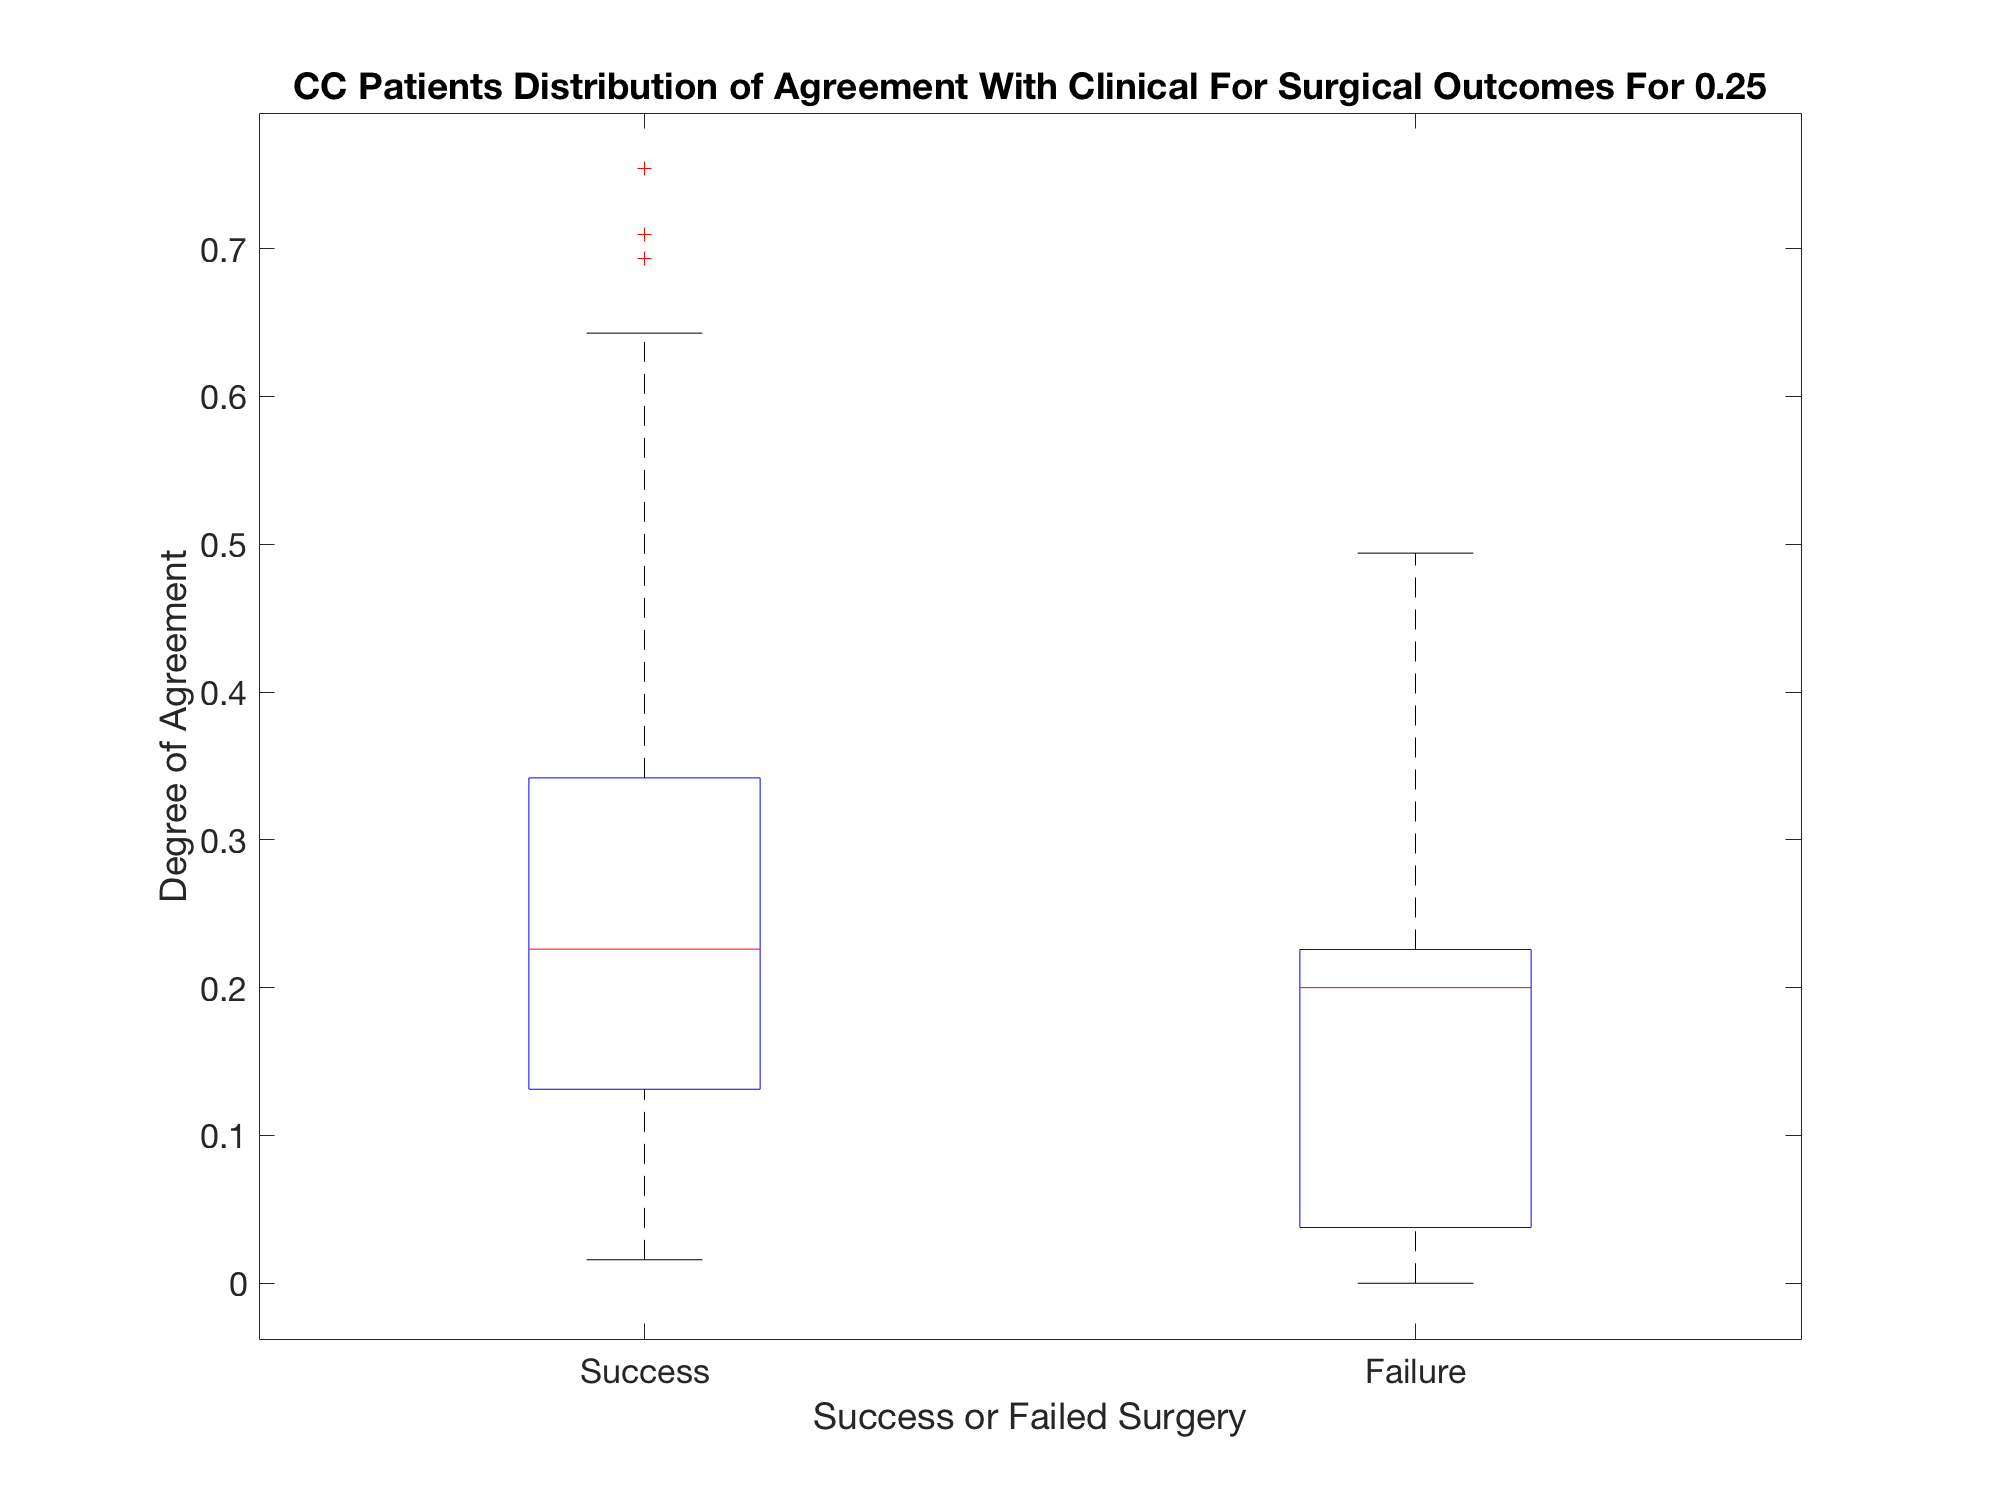 CC Patients Distribution of Agreement With Clinical For Surgical Outcomes For 0.25
Degree of Agreement
0.7
0.6
0.5
0.4
0.3
0.2
0.1
0
Success
Failure
Success or Failed Surgery